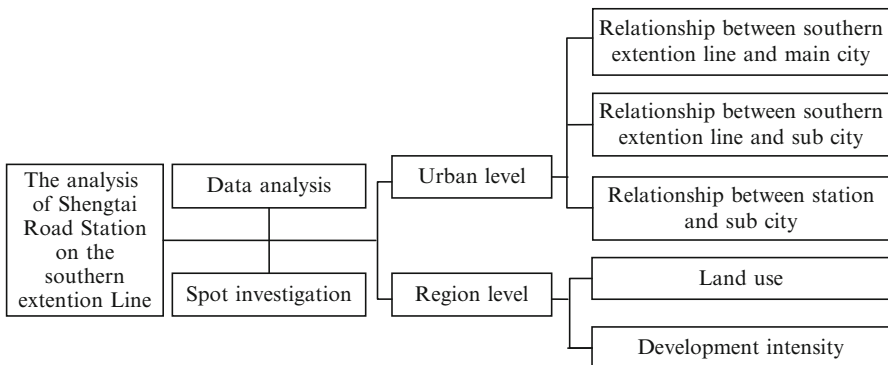 The analysis
of Shengtai
Road Station
on the
southern
extention Line
Data analysis
Spot investigation
Urban level
Region level
Relationship between southern
extention line and main city
Relationship between southern
extention line and sub city
Relationship between station
and sub city
Land use
Development intensity